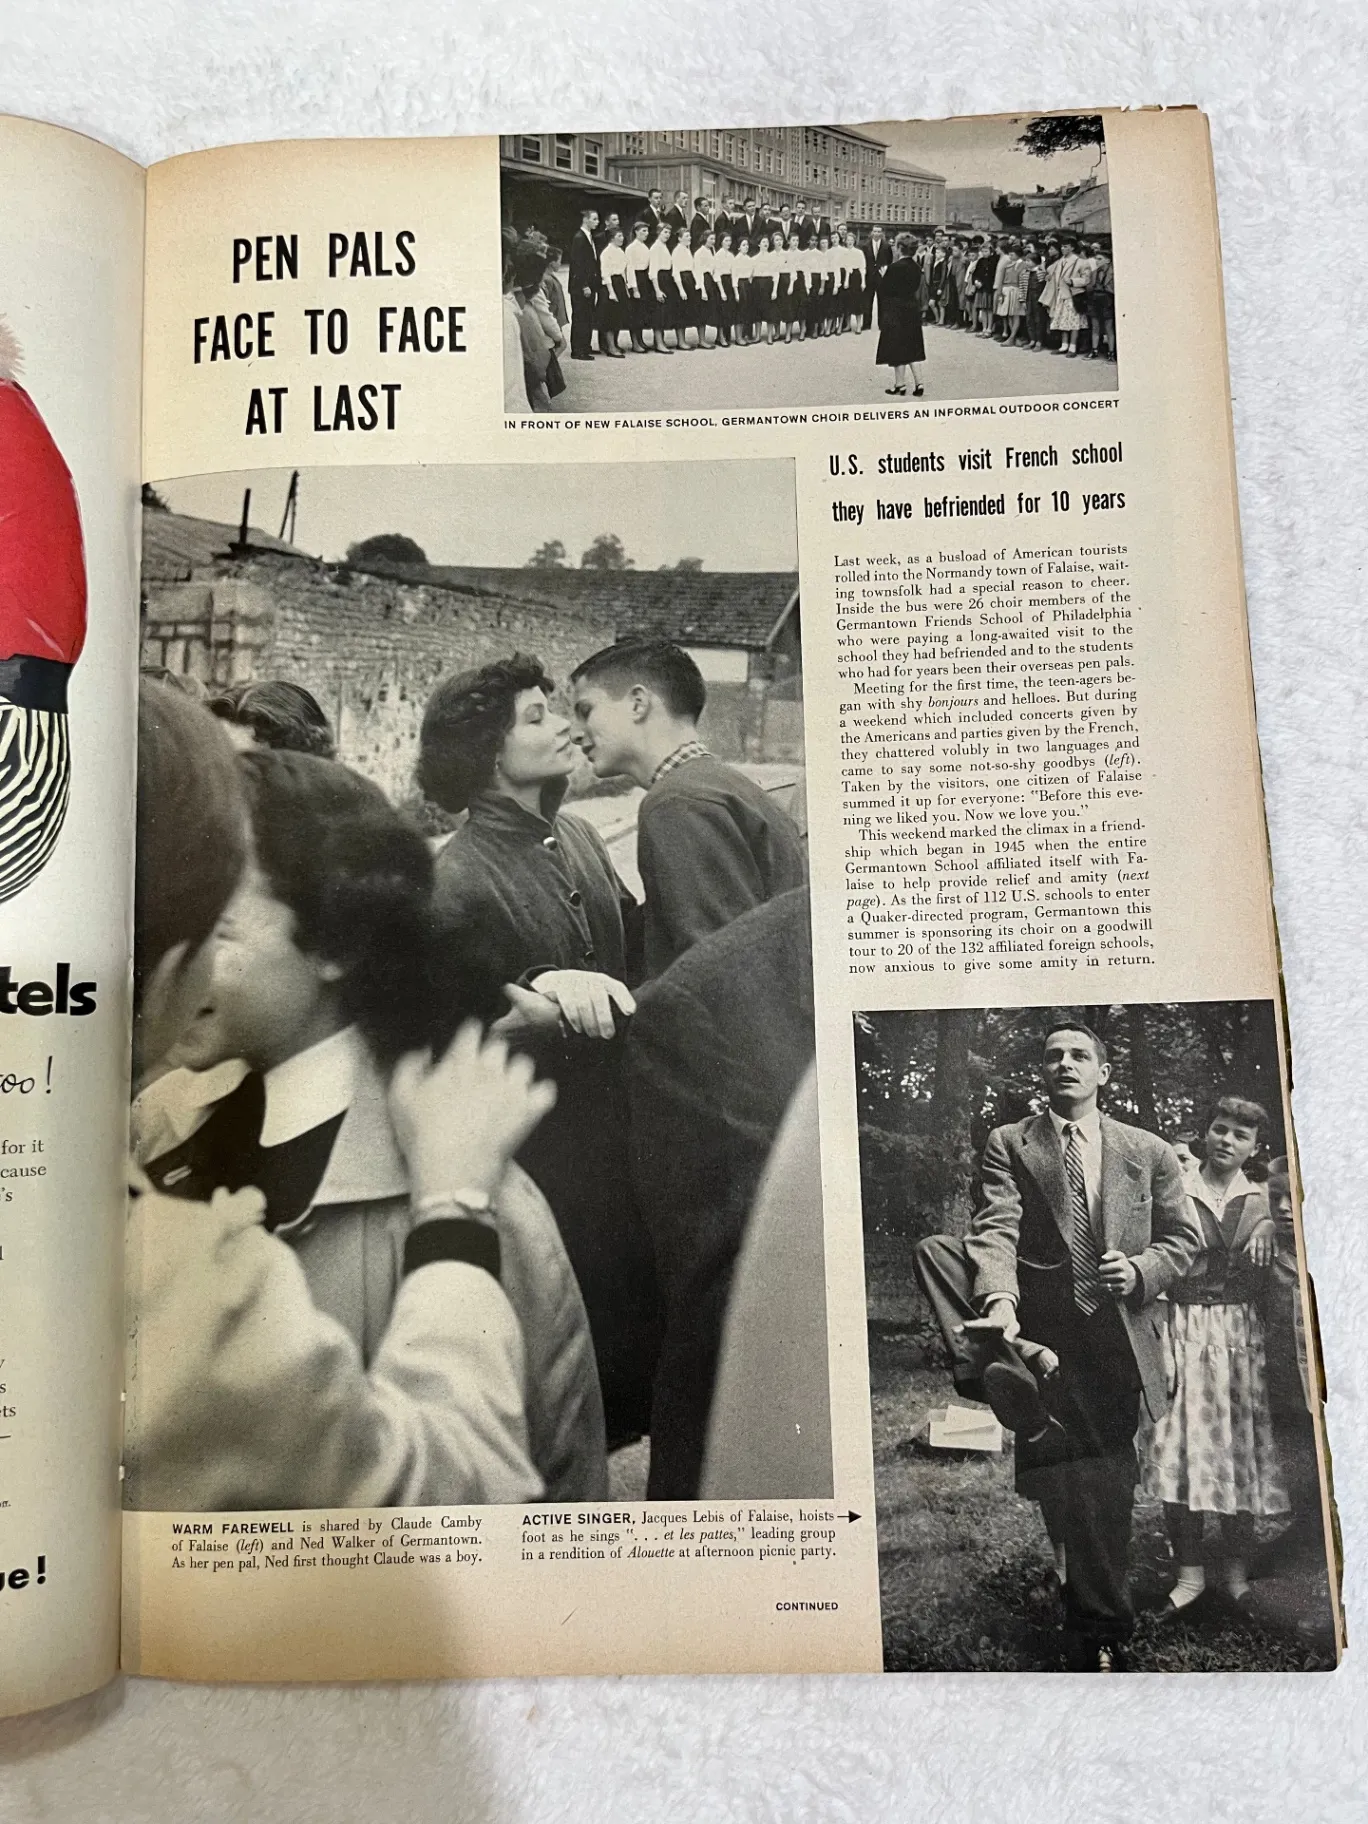 tels
too!
for it
cause
's
ts
PEN PALS
FACE TO FACE
AT LAST
IN FRONT OF NEW FALAISE SCHOOL, GERMANTOWN CHOIR DELIVERS AN INFORMAL OUTDOOR CONCERT
U.S. students visit French school
they have befriended for 10 years
Last week, as a busload of American tourists
rolled into the Normandy town of Falaise, wait-
ing townsfolk had a special reason to cheer.
Inside the bus were 26 choir members of the
Germantown Friends School of Philadelphia
who were paying a long-awaited visit to the
school they had befriended and to the students
who had for years been their overseas pen pals.
Meeting for the first time, the teen-agers be-
gan with shy bonjours and helloes. But during
a weekend which included concerts given by
the Americans and parties given by the French,
they chattered volubly in two languages and
came to say some not-so-shy goodbys (left).
Taken by the visitors, one citizen of Falaise
summed it up for everyone: "Before this eve-
ning we liked you. Now we love you."
This weekend marked the climax in a friend-
ship which began in 1945 when the entire
Germantown School affiliated itself with Fa-
laise to help provide relief and amity (next
page). As the first of 112 U.S. schools to enter
a Quaker-directed program, Germantown this
summer is sponsoring its choir on a goodwill
tour to 20 of the 132 affiliated foreign schools,
now anxious to give some amity in return.
WARM FAREWELL is shared by Claude Camby
of Falaise (left) and Ned Walker of Germantown.
As her pen pal, Ned first thought Claude was a boy.
ACTIVE SINGER, Jacques Lebis of Falaise, hoists
foot as he sings ". . . et les pattes," leading group
in a rendition of Alouette at afternoon picnic party.
CONTINUED